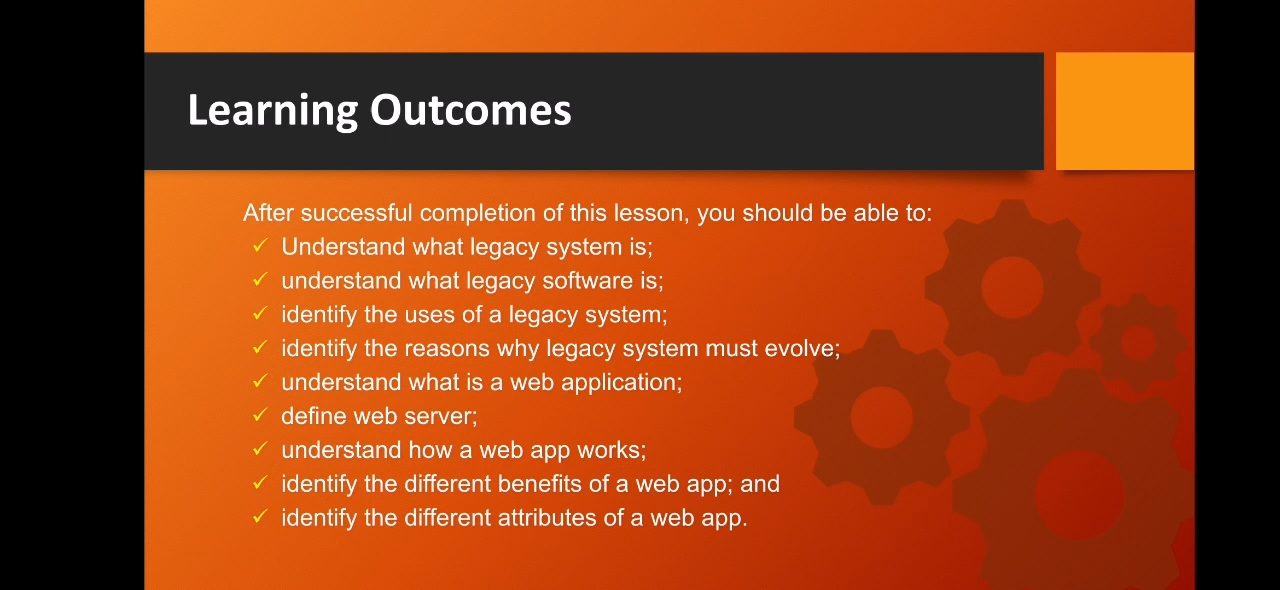 Learning Outcomes
After successful completion of this lesson, you should be able to:
✓ Understand what legacy system is;
✓ understand what legacy software is;
✓ identify the uses of a legacy system;
✓ identify the reasons why legacy system must evolve;
✓ understand what is a web application;
✓ define web server;
✓ understand how a web app works;
✓ identify the different benefits of a web app; and
✓ identify the different attributes of a web app.